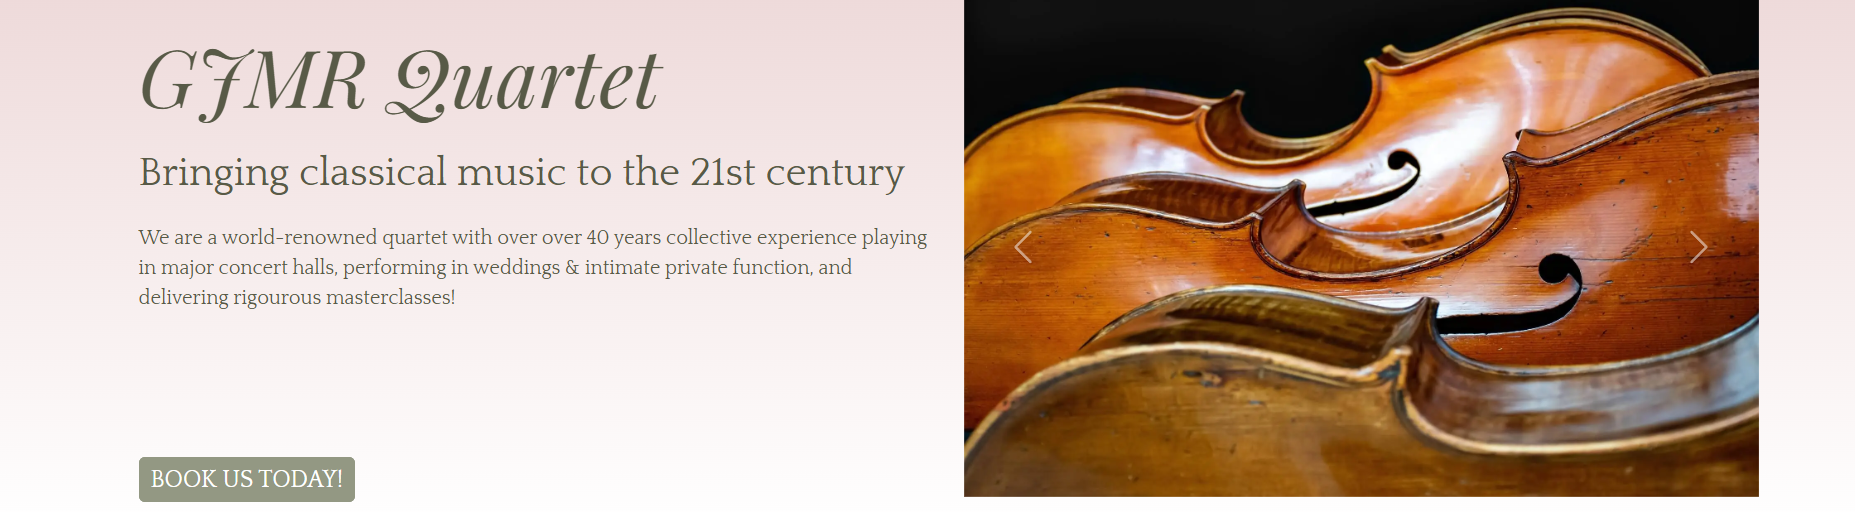 GJMR Quartet
Bringing classical music to the 21st century
We are a world-renowned quartet with over over 40 years collective experience playing
in major concert halls, performing in weddings & intimate private function, and
delivering rigourous masterclasses!
BOOK US TODAY!